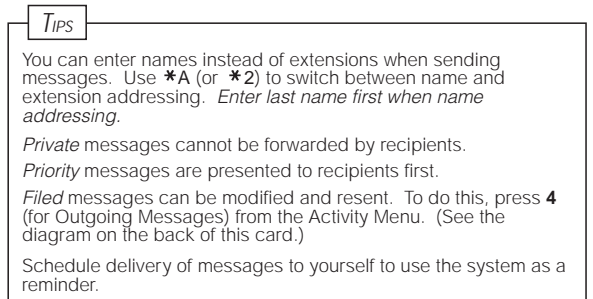 TIPS
You can enter names instead of extensions when sending
messages. Use *A (or *2) to switch between name and
extension addressing. Enter last name first when name
addressing.
Private messages cannot be forwarded by recipients.
Priority messages are presented to recipients first.
Filed messages can be modified and resent. To do this, press 4
(for Outgoing Messages) from the Activity Menu. (See the
diagram on the back of this card.)
Schedule delivery of messages to yourself to use the system as a
reminder.